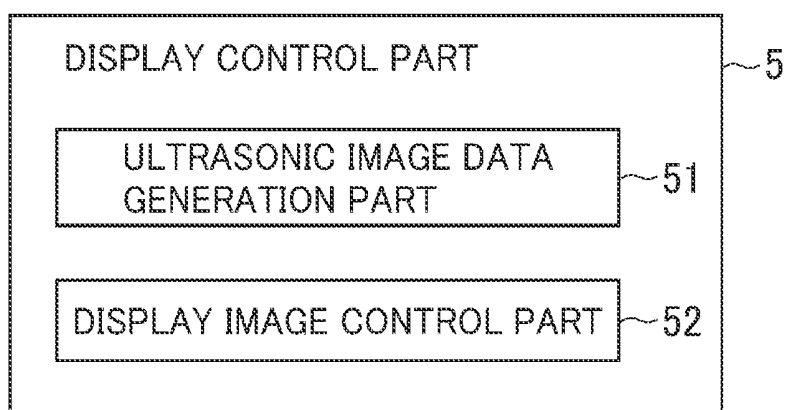 DISPLAY CONTROL PART
5
ULTRASONIC IMAGE DATA
GENERATION PART
51
DISPLAY IMAGE CONTROL PART
52